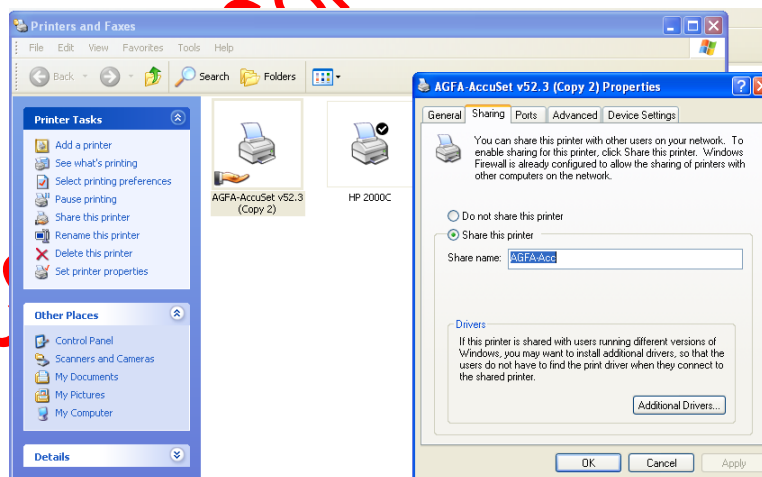 Printers and Faxes
File Edit View Favorites Tools Help
Back Search Folders
Printer Tasks
Add a printer
See what's printing
Select printing preferences
Pause printing
Share this printer
Rename this printer
Delete this printer
Set printer properties
Other Places
Control Panel
Scanners and Cameras
My Documents
My Pictures
My Computer
Details
AGFA-AccuSet v52.3
(Copy 2)
HP 2000C
AGFA-AccuSet v52.3 (Copy 2) Properties
General Sharing Ports Advanced Device Settings
You can share this printer with other users on your network. To
enable sharing for this printer, click Share this printer. Windows
Firewall is already configured to allow the sharing of printers with
other computers on the network.
Do not share this printer
Share this printer
Share name: AGFA-Acc
Drivers
If this printer is shared with users running different versions of
Windows, you may want to install additional drivers, so that the
users do not have to find the print driver when they connect to
the shared printer.
Additional Drivers...
OK Cancel Apply